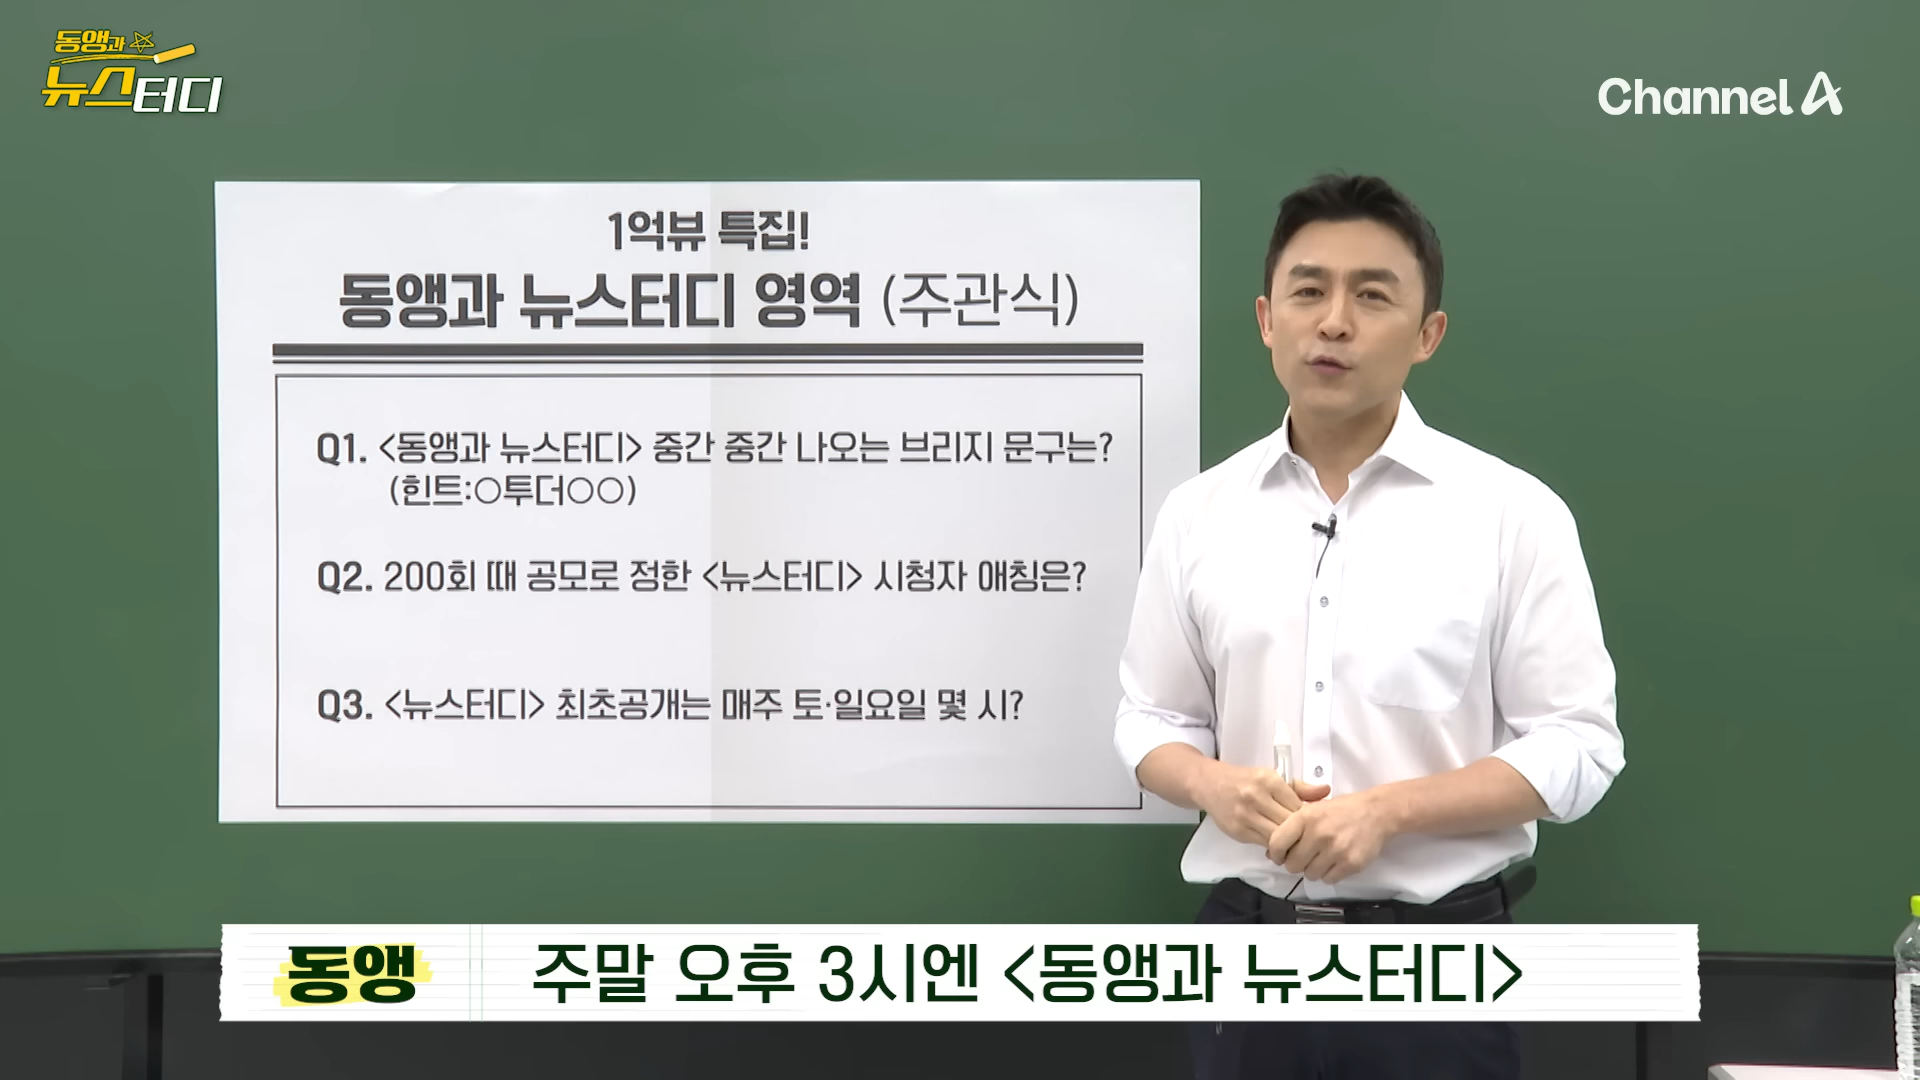 동앵과
뉴스터디
Channel A
1억뷰 특집!
동앵과 뉴스터디 영역 (주관식)
Q1. <동앵과 뉴스터디> 중간 중간 나오는 브리지 문구는?
(힌트:○투더○○)
Q2. 200회 때 공모로 정한 <뉴스터디> 시청자 애칭은?
Q3. <뉴스터디> 최초공개는 매주 토·일요일 몇 시?
동앵 주말 오후 3시엔 <동앵과 뉴스터디>